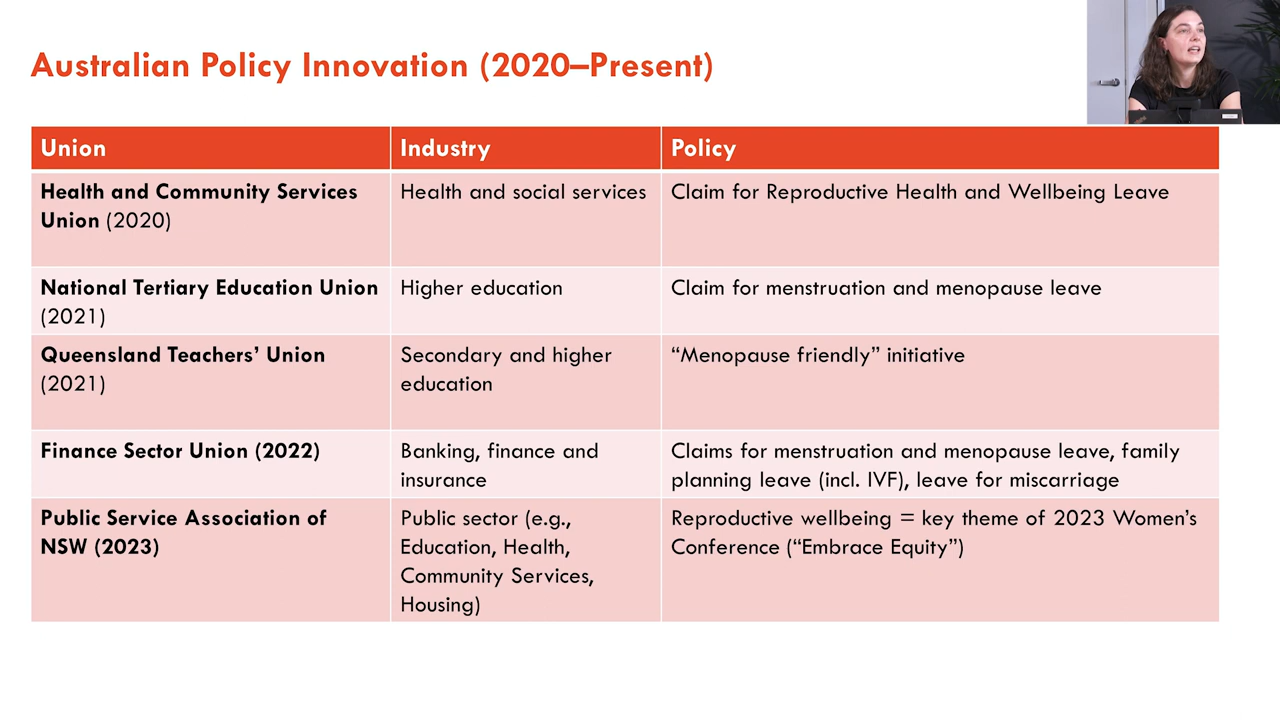 Australian Policy Innovation (2020–Present)
Union
Industry
Policy
Health and Community Services
Union (2020)
Health and social services
Claim for Reproductive Health and Wellbeing Leave
National Tertiary Education Union
(2021)
Higher education
Claim for menstruation and menopause leave
Queensland Teachers’ Union
(2021)
Secondary and higher
education
“Menopause friendly” initiative
Finance Sector Union (2022)
Banking, finance and
insurance
Claims for menstruation and menopause leave, family
planning leave (incl. IVF), leave for miscarriage
Public Service Association of
NSW (2023)
Public sector (e.g.,
Education, Health,
Community Services,
Housing)
Reproductive wellbeing = key theme of 2023 Women’s
Conference (“Embrace Equity”)